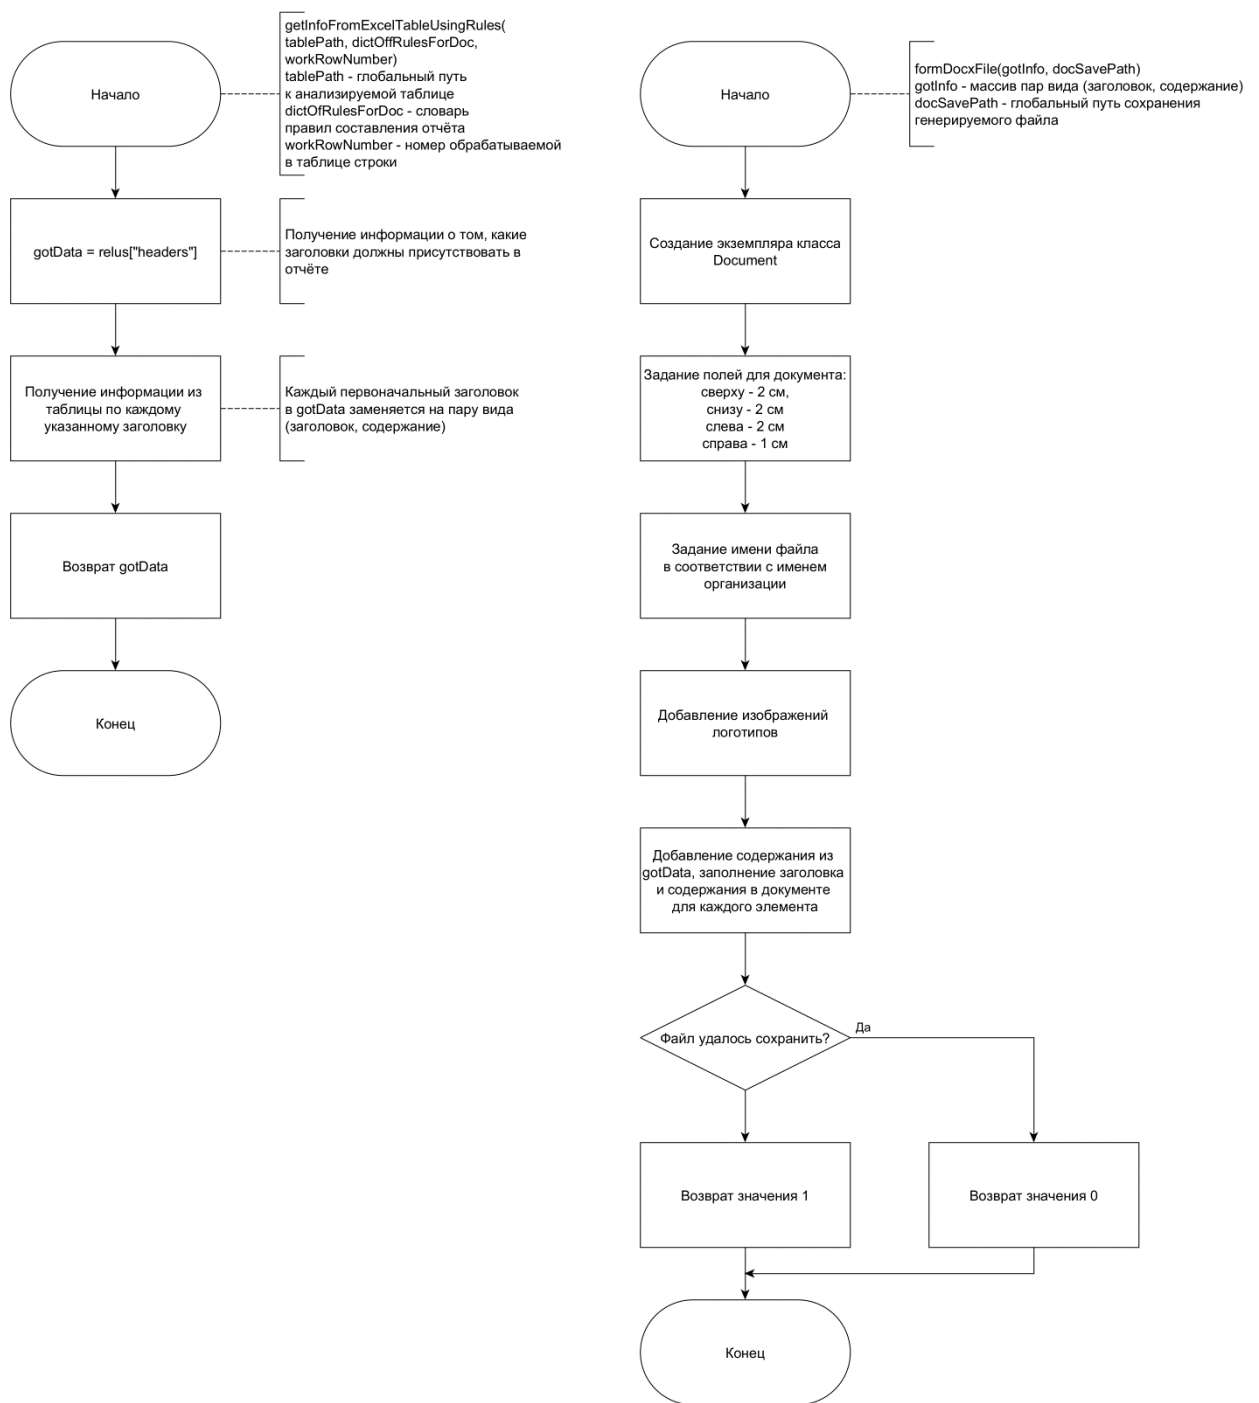 Начало
getInfoFromExcelTableUsingRules(
tablePath, dictOffRulesForDoc,
workRowNumber)
tablePath - глобальный путь
к анализируемой таблице
dictOfRulesForDoc - словарь
правил составления отчёта
workRowNumber - номер обрабатываемой
в таблице строки
gotData = relus["headers"]
Получение информации о том, какие
заголовки должны присутствовать в
отчёте
Получение информации из
таблицы по каждому
указанному заголовку
Каждый первоначальный заголовок
в gotData заменяется на пару вида
(заголовок, содержание)
Возврат gotData
Конец
Начало
formDocxFile(gotInfo, docSavePath)
gotInfo - массив пар вида (заголовок, содержание)
docSavePath - глобальный путь сохранения
генерируемого файла
Создание экземпляра класса
Document
Задание полей для документа:
сверху - 2 см,
снизу - 2 см
слева - 2 см
справа - 1 см
Задание имени файла
в соответствии с именем
организации
Добавление изображений
логотипов
Добавление содержания из
gotData, заполнение заголовка
и содержания в документе
для каждого элемента
Файл удалось сохранить?
Да
Возврат значения 1
Возврат значения 0
Конец